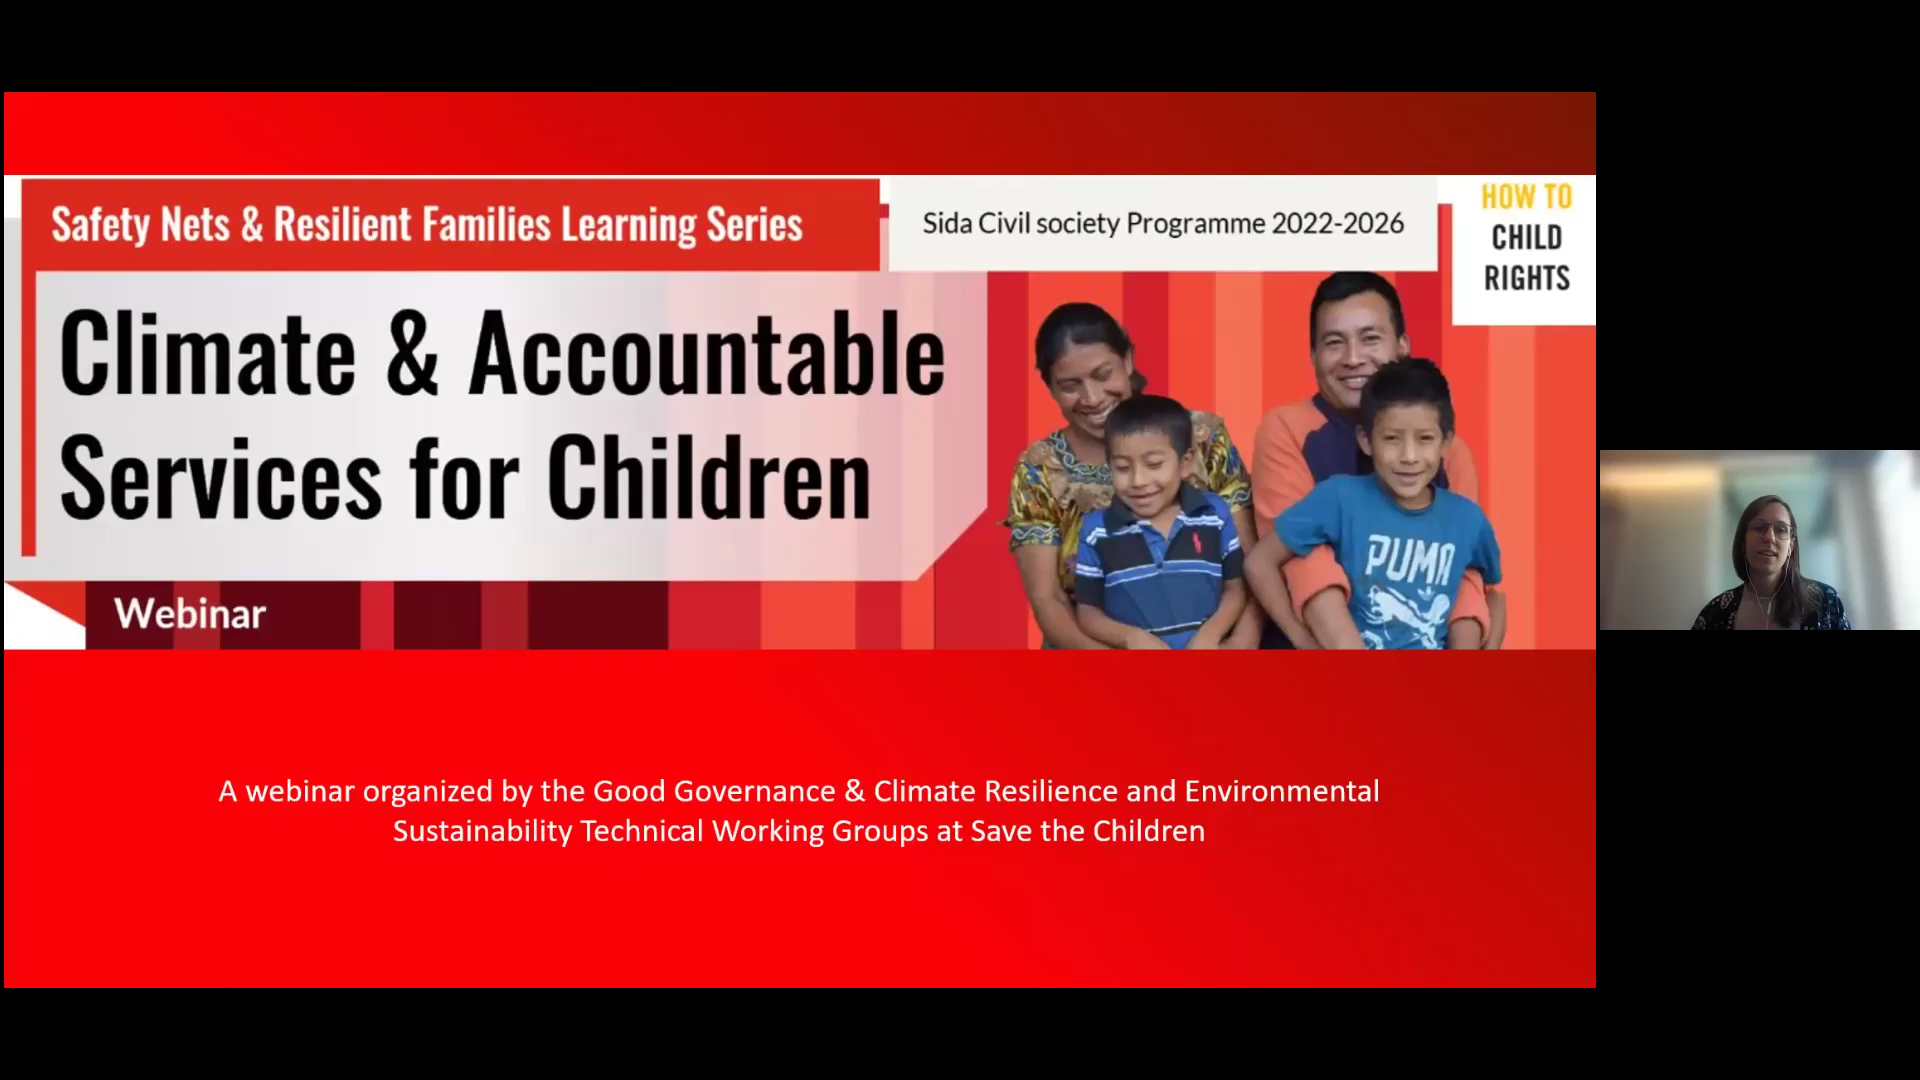 Safety Nets & Resilient Families Learning Series
Sida Civil society Programme 2022-2026
HOW TO
CHILD
RIGHTS
Climate & Accountable
Services for Children
PUMA
Webinar
A webinar organized by the Good Governance & Climate Resilience and Environmental
Sustainability Technical Working Groups at Save the Children